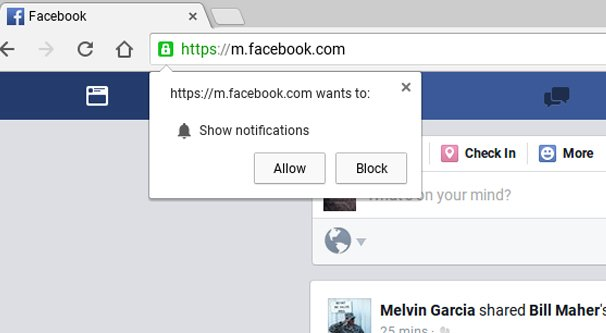 Facebook
https://m.facebook.com
https://m.facebook.com wants to:
Show notifications
Allow Block
Check In More
What's on your mind?
Melvin Garcia shared Bill Maher's
25 mins